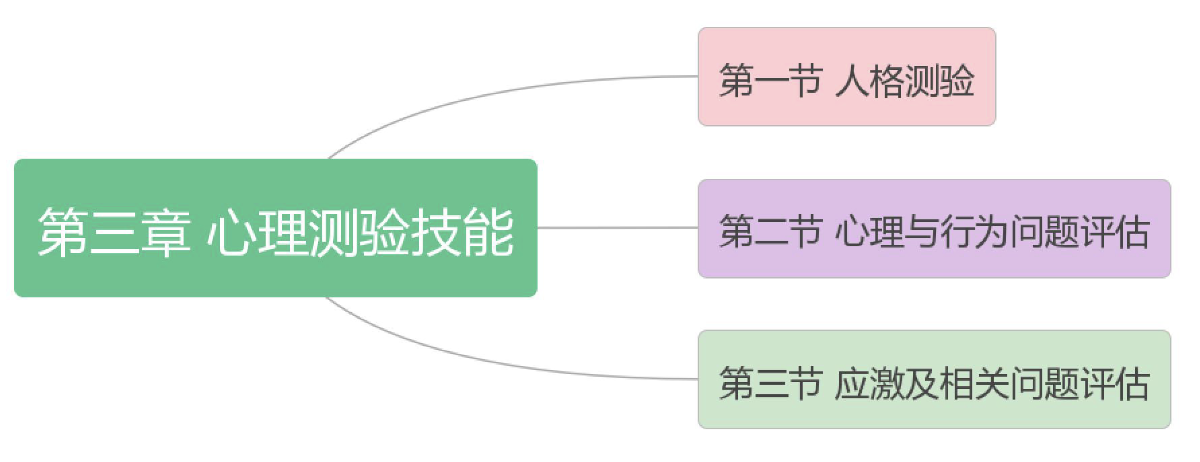 第三章 心理测验技能
第一节 人格测验
第二节 心理与行为问题评估
第三节 应激及相关问题评估